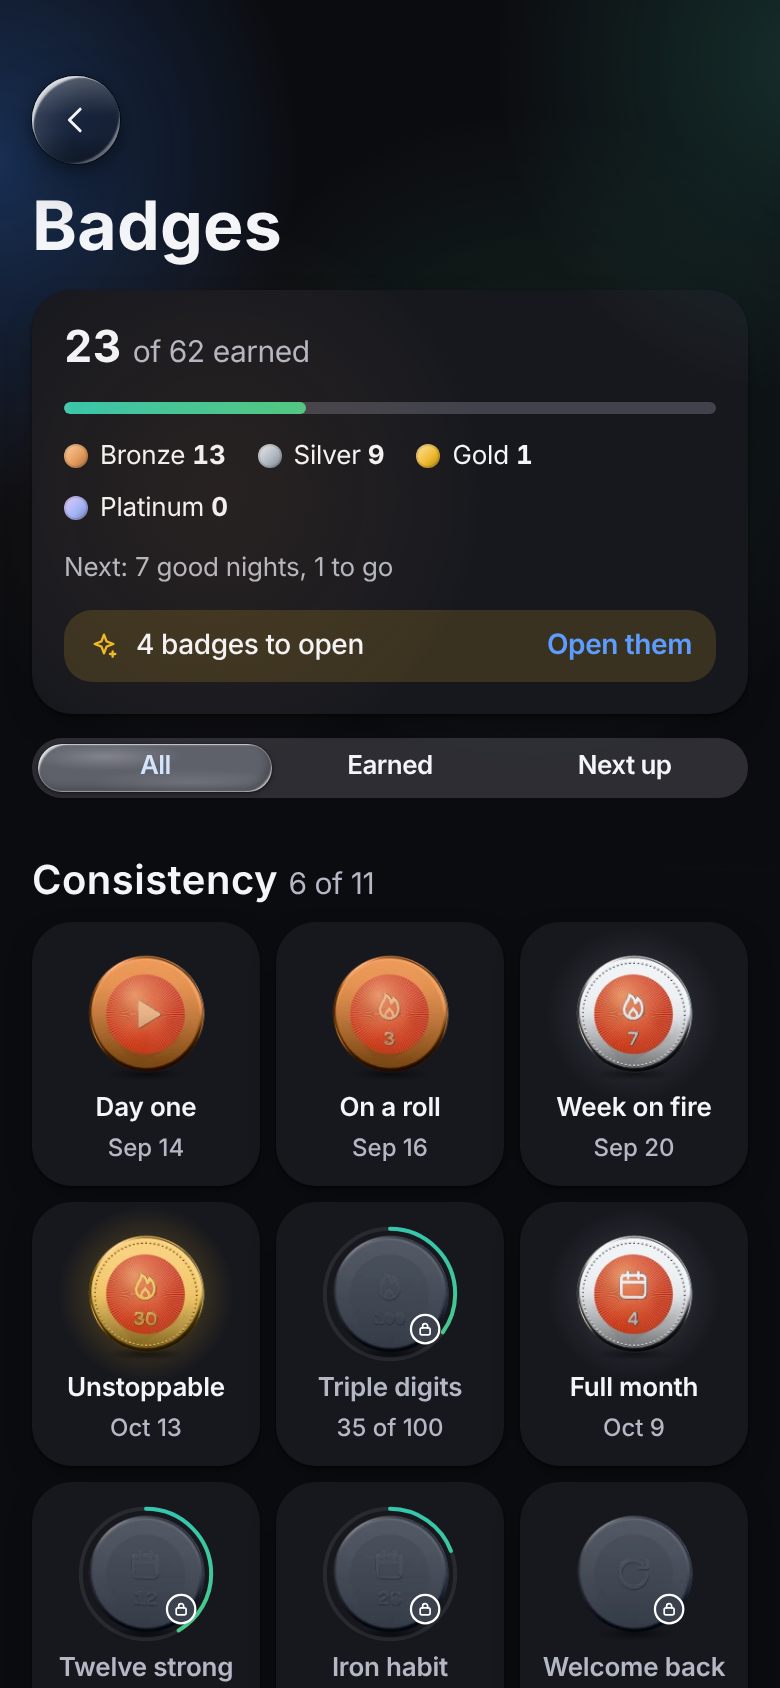 Badges
23 of 62 earned
Bronze 13 Silver 9 Gold 1
Platinum 0
Next: 7 good nights, 1 to go
4 badges to open Open them
All Earned Next up
Consistency 6 of 11
3 7
Day one On a roll Week on fire
Sep 14 Sep 16 Sep 20
30 4
Unstoppable Triple digits Full month
Oct 13 35 of 100 Oct 9
12
Twelve strong Iron habit Welcome back